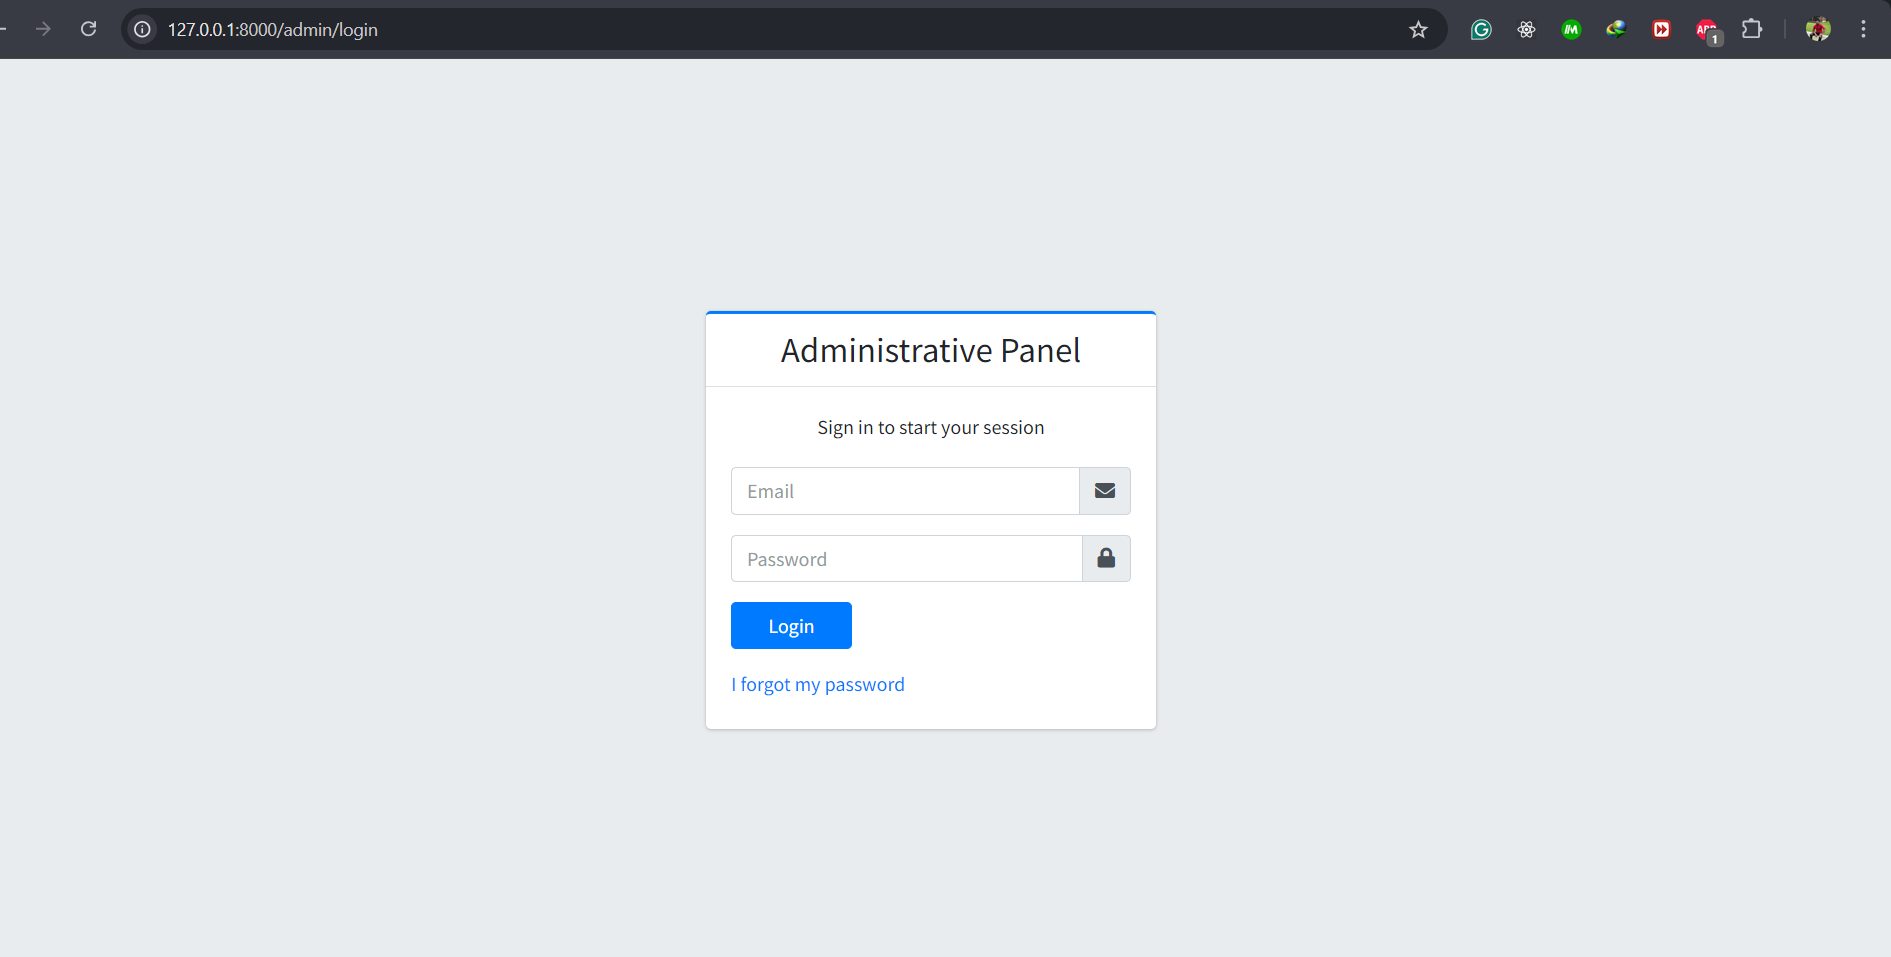 127.0.0.1:8000/admin/login
1
Administrative Panel
Sign in to start your session
Email
Password
Login
I forgot my password